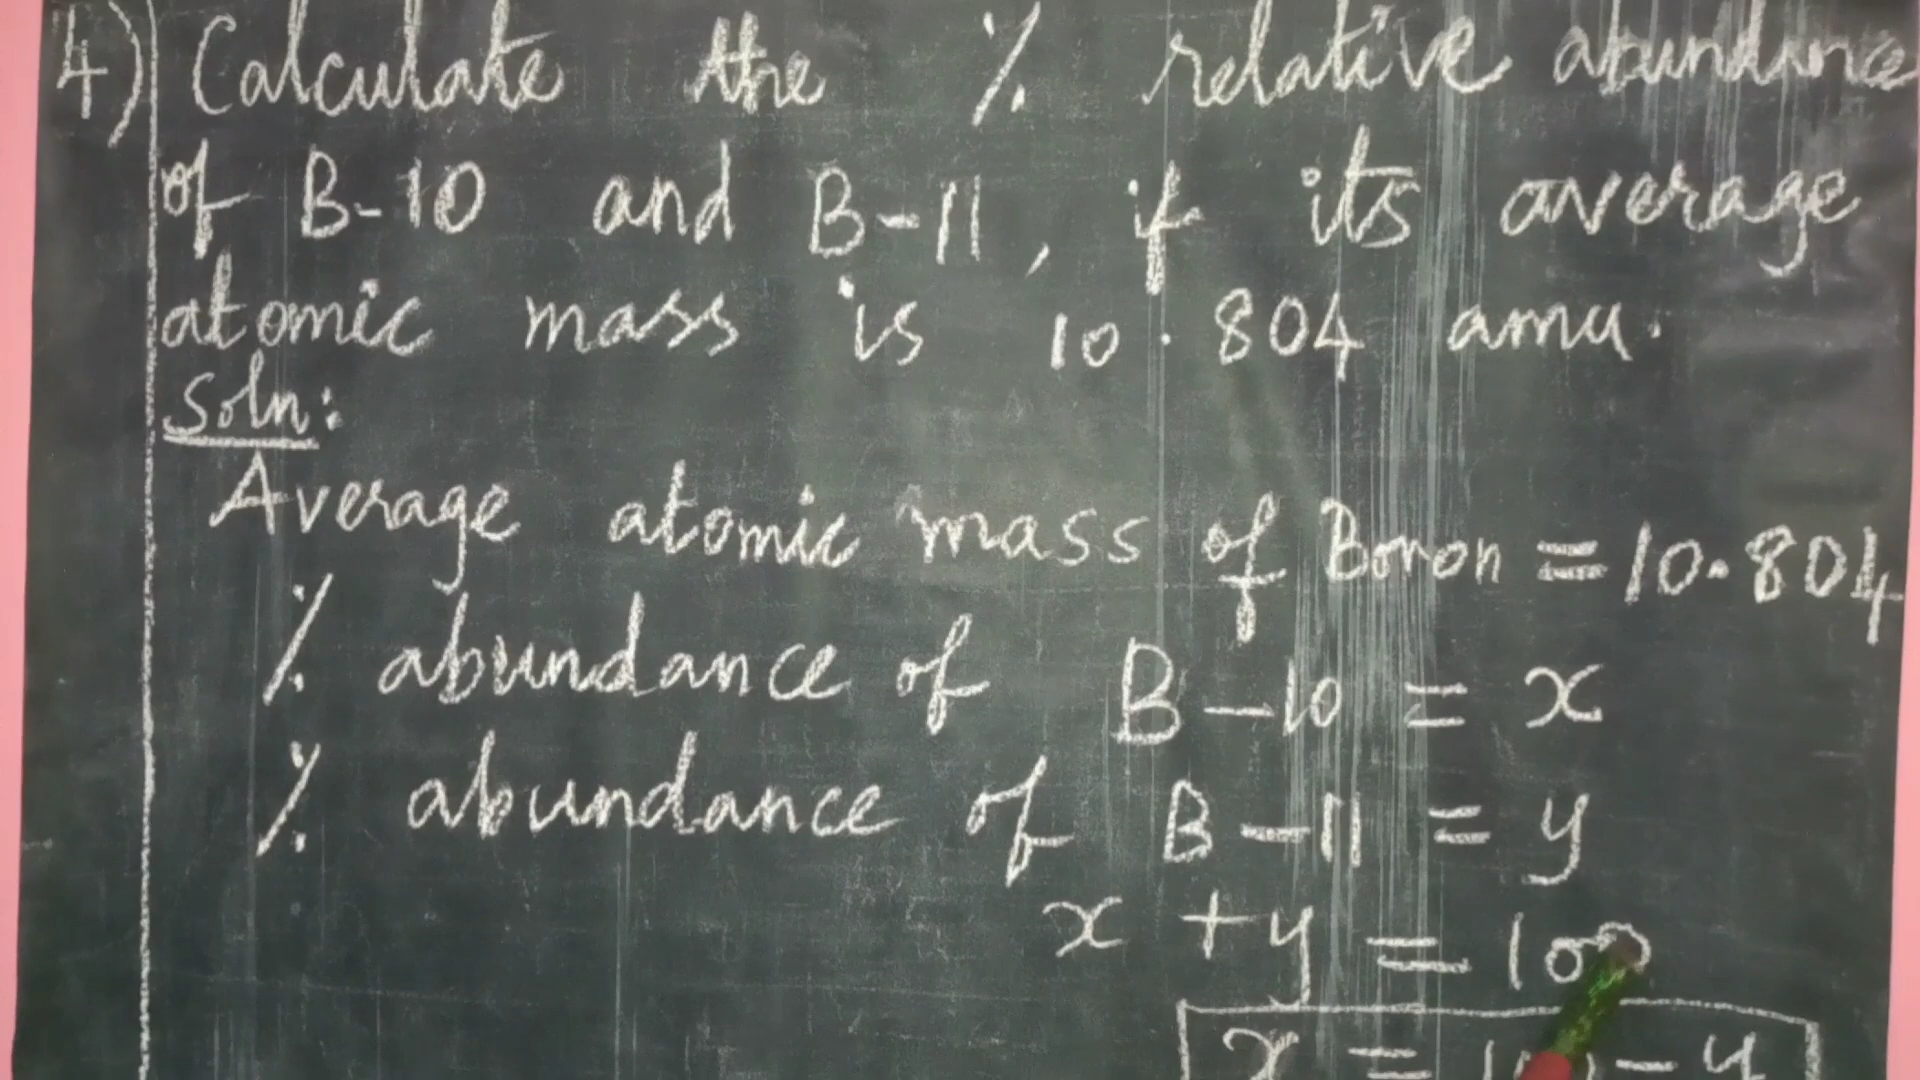 4) Calculate the % relative abundance
of B-10 and B-11, if its average
atomic mass is 10.804 amu.
Soln:
Average atomic mass of Boron = 10.804
% abundance of B-10 = x
% abundance of B-11 = y
x + y = 100
x = 100 - y